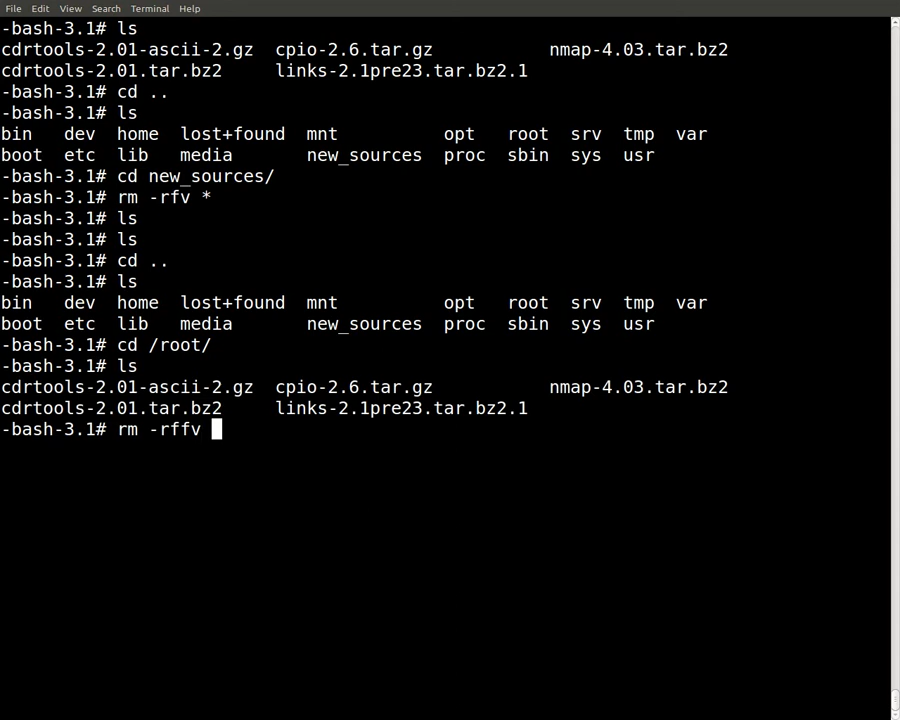 File Edit View Search Terminal Help
-bash-3.1# ls
cdrtools-2.01-ascii-2.gz  cpio-2.6.tar.gz           nmap-4.03.tar.bz2
cdrtools-2.01.tar.bz2     links-2.1pre23.tar.bz2.1
-bash-3.1# cd ..
-bash-3.1# ls
bin   dev  home  lost+found  mnt          opt   root  srv  tmp  var
boot  etc  lib   media       new_sources  proc  sbin  sys  usr
-bash-3.1# cd new_sources/
-bash-3.1# rm -rfv *
-bash-3.1# ls
-bash-3.1# ls
-bash-3.1# cd ..
-bash-3.1# ls
bin   dev  home  lost+found  mnt          opt   root  srv  tmp  var
boot  etc  lib   media       new_sources  proc  sbin  sys  usr
-bash-3.1# cd /root/
-bash-3.1# ls
cdrtools-2.01-ascii-2.gz  cpio-2.6.tar.gz           nmap-4.03.tar.bz2
cdrtools-2.01.tar.bz2     links-2.1pre23.tar.bz2.1
-bash-3.1# rm -rffv